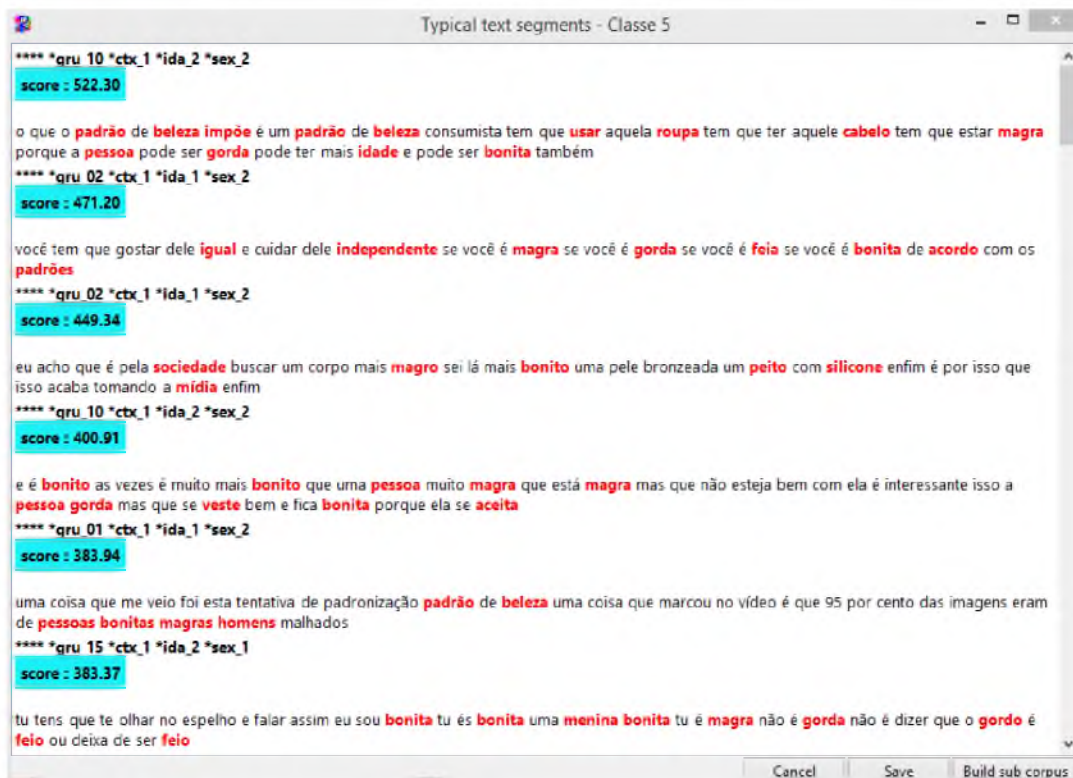 Typical text segments - Classe 5
**** *gru_10 *ctx_1 *ida_2 *sex_2
score : 522.30
o que o padrão de beleza impõe é um padrão de beleza consumista tem que usar aquela roupa tem que ter aquele cabelo tem que estar magra
porque a pessoa pode ser gorda pode ter mais idade e pode ser bonita também
**** *gru_02 *ctx_1 *ida_1 *sex_2
score : 471.20
você tem que gostar dele igual e cuidar dele independente se você é magra se você é gorda se você é feia se você é bonita de acordo com os
padrões
**** *gru_02 *ctx_1 *ida_1 *sex_2
score : 449.34
eu acho que é pela sociedade buscar um corpo mais magro sei lá mais bonito uma pele bronzeada um peito com silicone enfim é por isso que
isso acaba tomando a mídia enfim
**** *gru_10 *ctx_1 *ida_2 *sex_2
score : 400.91
e é bonito as vezes é muito mais bonito que uma pessoa muito magra que está magra mas que não esteja bem com ela é interessante isso a
pessoa gorda mas que se veste bem e fica bonita porque ela se aceita
**** *gru_01 *ctx_1 *ida_1 *sex_2
score : 383.94
uma coisa que me veio foi esta tentativa de padronização padrão de beleza uma coisa que marcou no vídeo é que 95 por cento das imagens eram
de pessoas bonitas magras homens malhados
**** *gru_15 *ctx_1 *ida_2 *sex_1
score : 383.37
tu tens que te olhar no espelho e falar assim eu sou bonita tu és bonita uma menina bonita tu é magra não é gorda não é dizer que o gordo é
feio ou deixa de ser feio
Cancel Save Build sub corpus